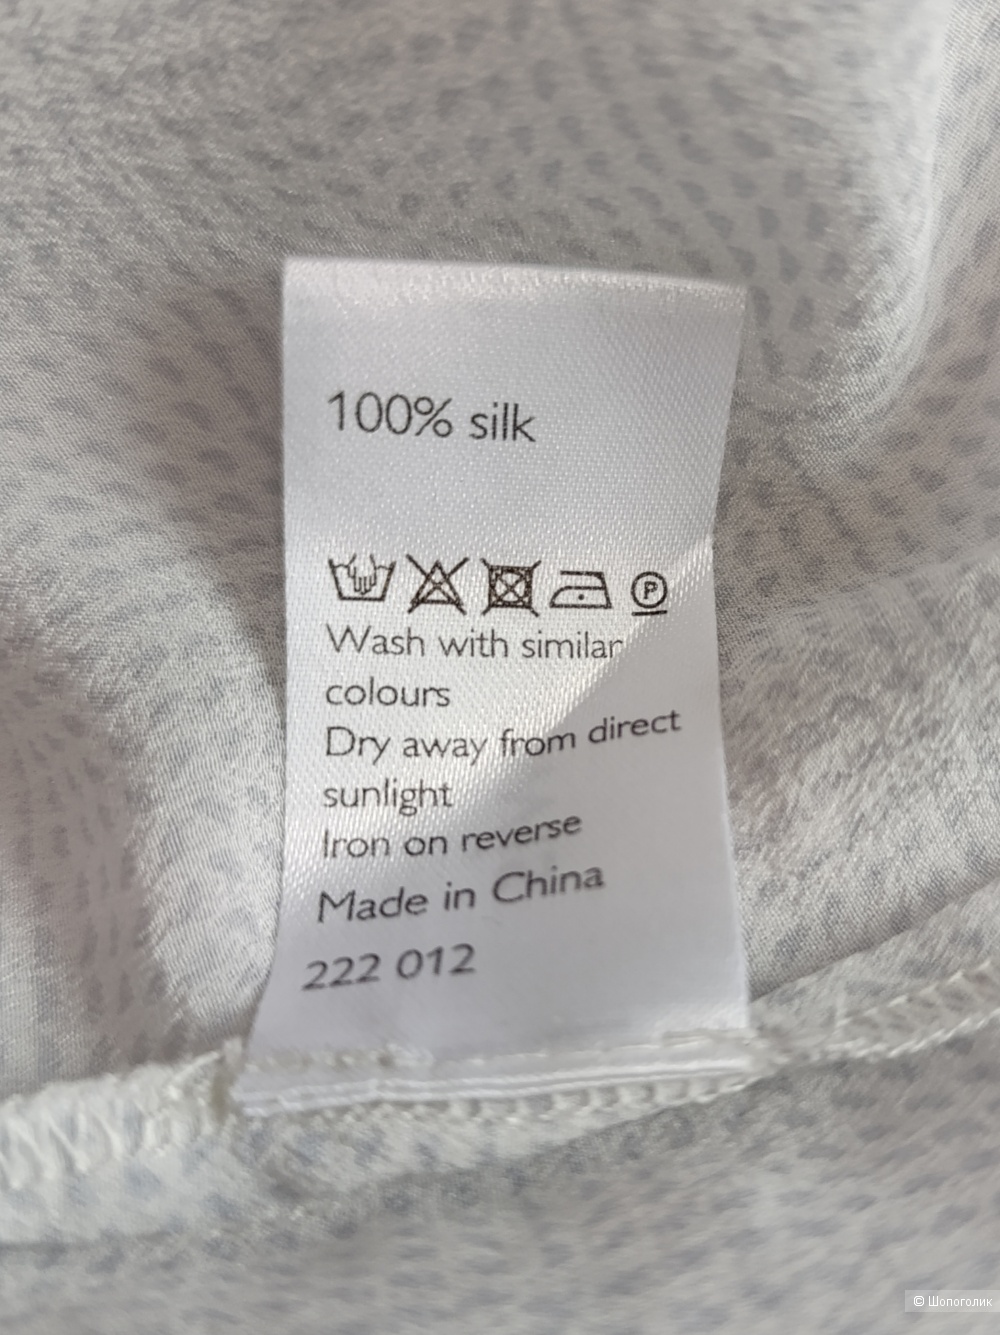 100% silk
P
Wash with similar
colours
Dry away from direct
sunlight
Iron on reverse
Made in China
222 012
© Шопоголик